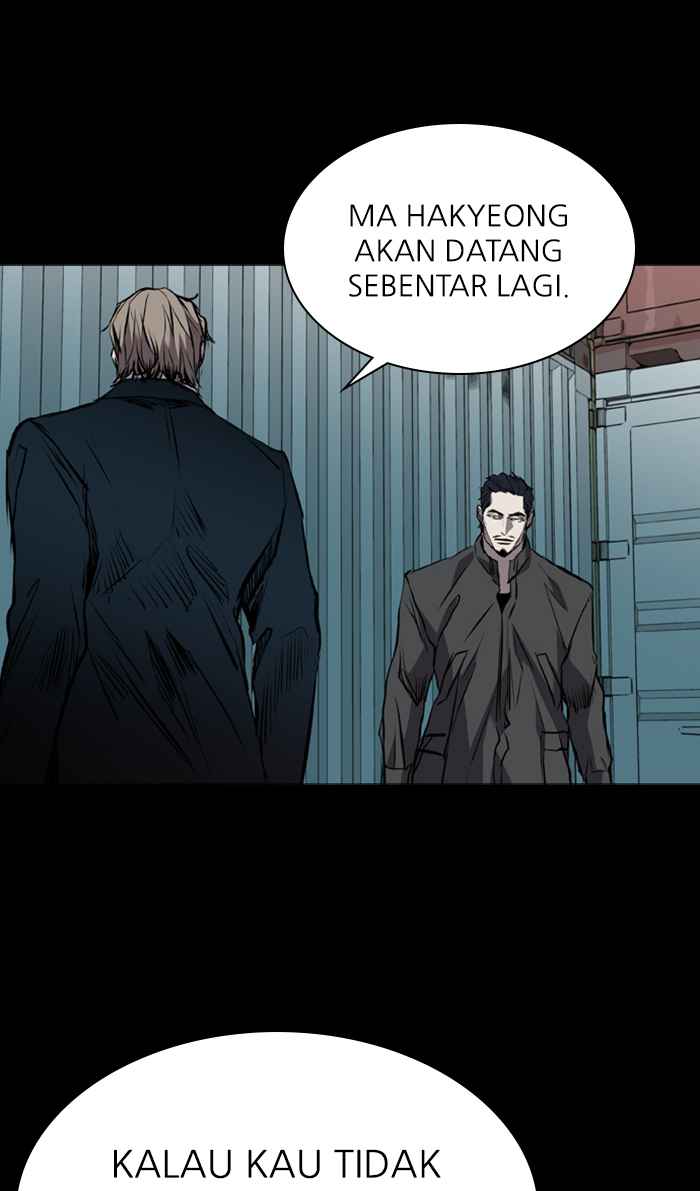 MA HAKYEONG
AKAN DATANG
SEBENTAR LAGI.
KALAU KAU TIDAK